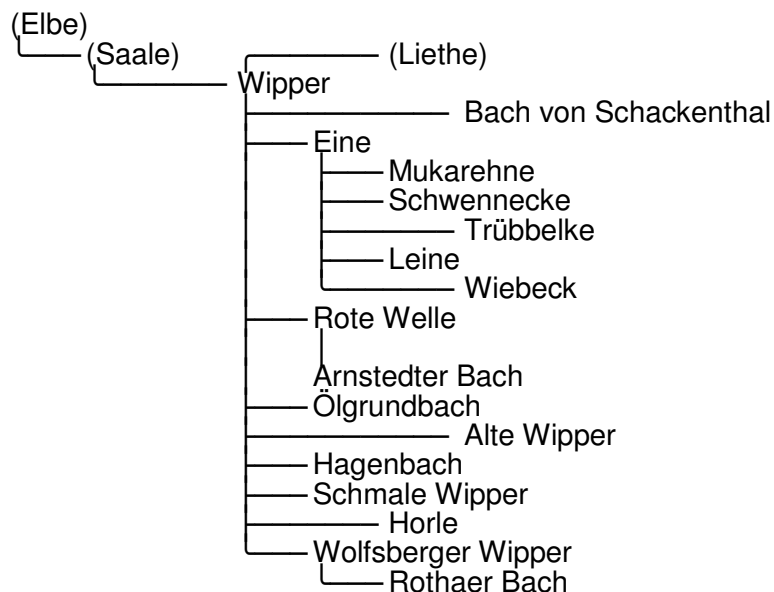 (Elbe)
(Saale)
(Liethe)
Wipper
Bach von Schackenthal
Eine
Mukarehne
Schwennecke
Trübbelke
Leine
Wiebeck
Rote Welle
Arnstedter Bach
Ölgrundbach
Alte Wipper
Hagenbach
Schmale Wipper
Horle
Wolfsberger Wipper
Rothaer Bach